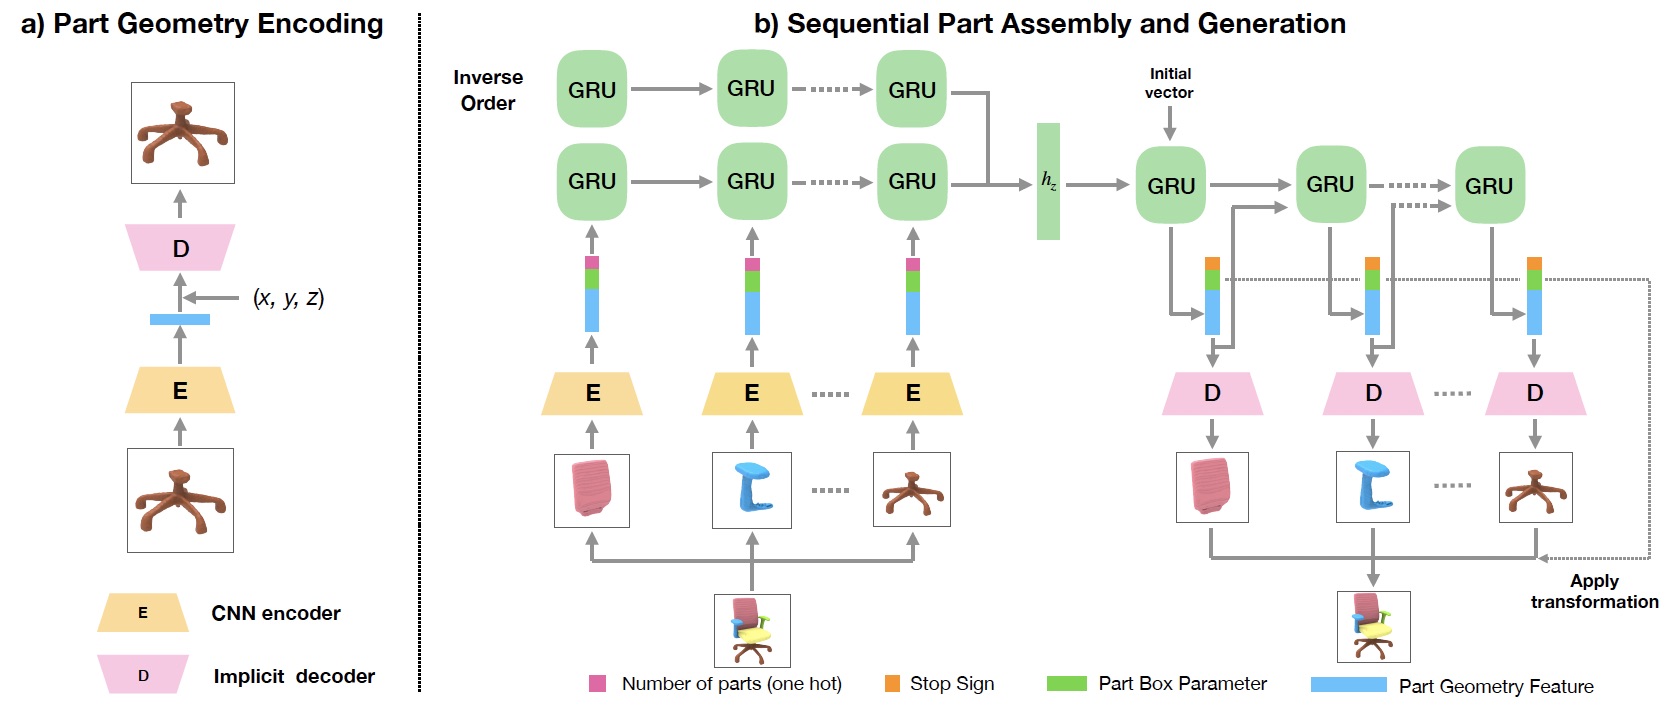 a) Part Geometry Encoding
D
(x, y, z)
E
E
CNN encoder
D
Implicit decoder
b) Sequential Part Assembly and Generation
Inverse
Order
GRU
GRU
GRU
GRU
GRU
GRU
h_z
Initial
vector
GRU
GRU
GRU
E
E
E
D
D
D
Apply
transformation
Number of parts (one hot)
Stop Sign
Part Box Parameter
Part Geometry Feature